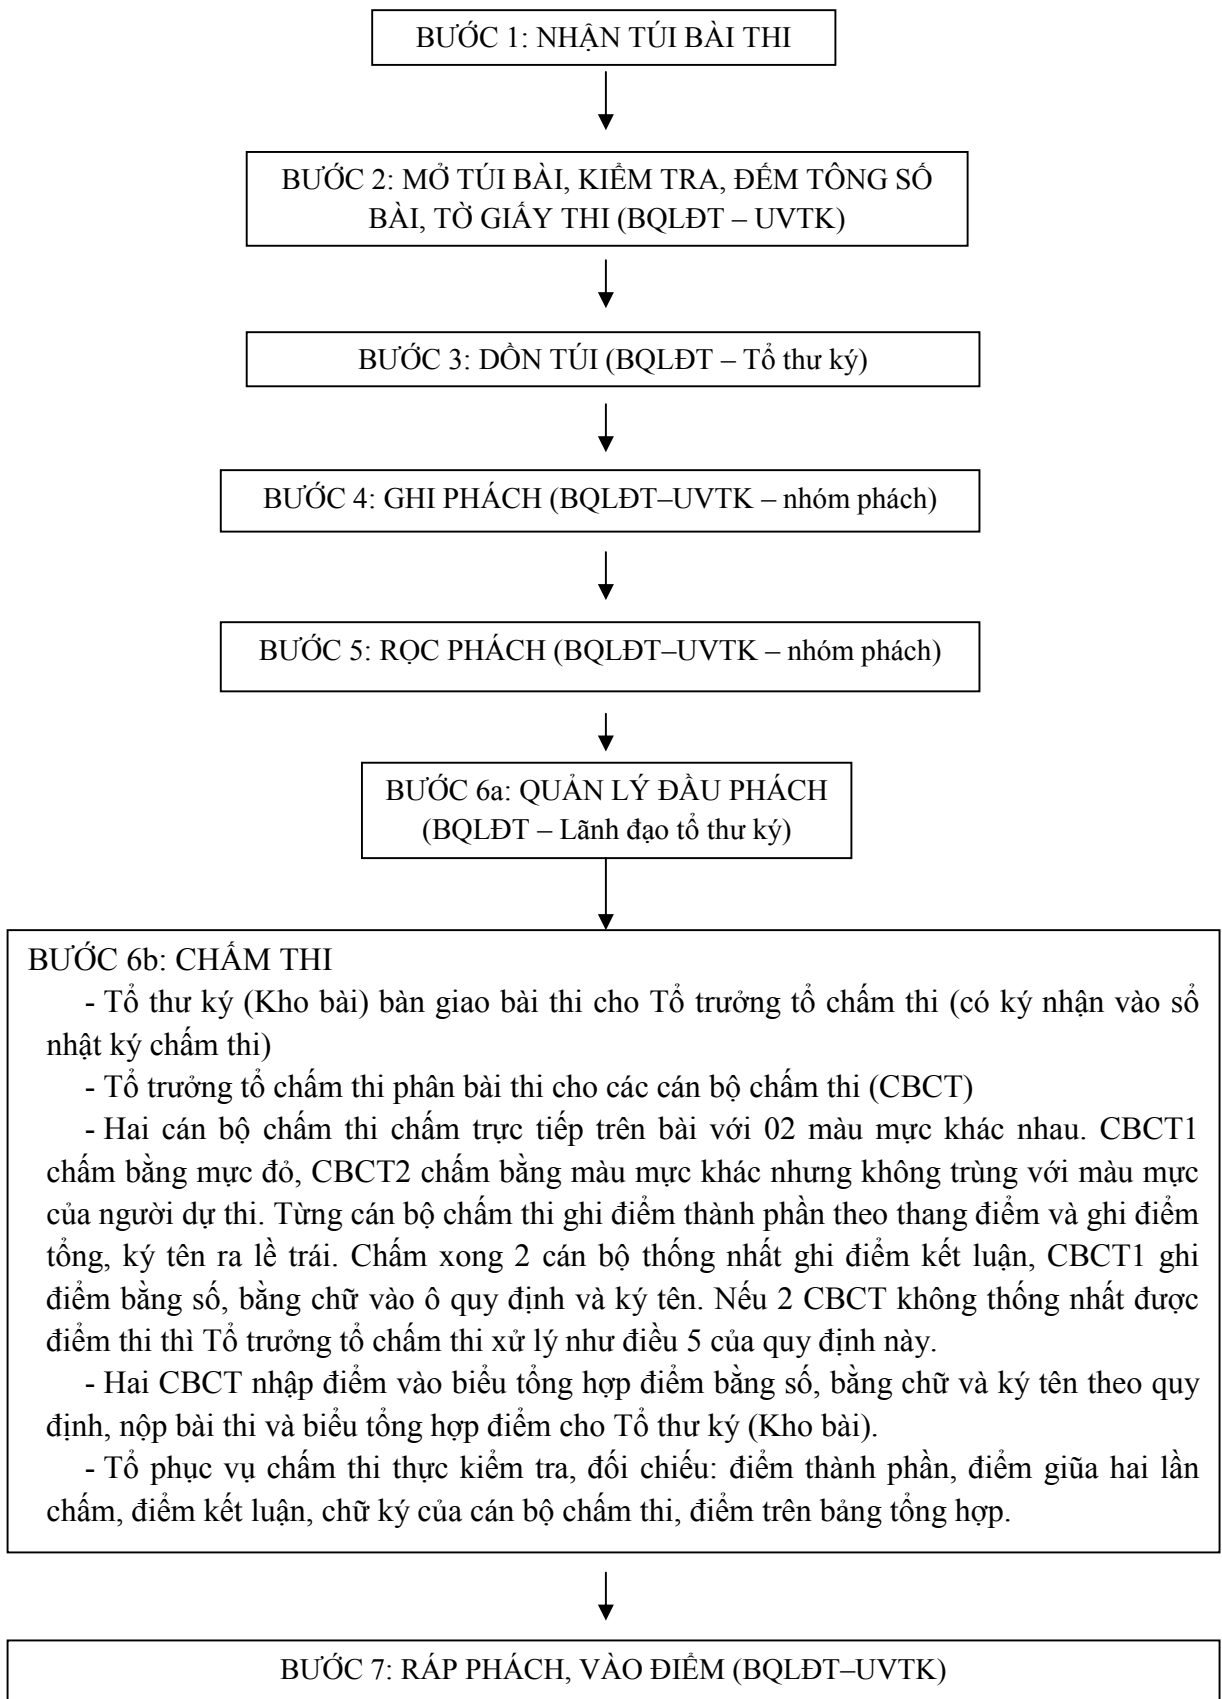 BƯỚC 1: NHẬN TÚI BÀI THI
BƯỚC 2: MỞ TÚI BÀI, KIỂM TRA, ĐẾM TÔNG SỐ
BÀI, TỜ GIẤY THI (BQLĐT – UVTK)
BƯỚC 3: DỒN TÚI (BQLĐT – Tổ thư ký)
BƯỚC 4: GHI PHÁCH (BQLĐT–UVTK – nhóm phách)
BƯỚC 5: RỌC PHÁCH (BQLĐT–UVTK – nhóm phách)
BƯỚC 6a: QUẢN LÝ ĐẦU PHÁCH
(BQLĐT – Lãnh đạo tổ thư ký)
BƯỚC 6b: CHẤM THI
- Tổ thư ký (Kho bài) bàn giao bài thi cho Tổ trưởng tổ chấm thi (có ký nhận vào sổ
nhật ký chấm thi)
- Tổ trưởng tổ chấm thi phân bài thi cho các cán bộ chấm thi (CBCT)
- Hai cán bộ chấm thi chấm trực tiếp trên bài với 02 màu mực khác nhau. CBCT1
chấm bằng mực đỏ, CBCT2 chấm bằng màu mực khác nhưng không trùng với màu mực
của người dự thi. Từng cán bộ chấm thi ghi điểm thành phần theo thang điểm và ghi điểm
tổng, ký tên ra lề trái. Chấm xong 2 cán bộ thống nhất ghi điểm kết luận, CBCT1 ghi
điểm bằng số, bằng chữ vào ô quy định và ký tên. Nếu 2 CBCT không thống nhất được
điểm thi thì Tổ trưởng tổ chấm thi xử lý như điều 5 của quy định này.
- Hai CBCT nhập điểm vào biểu tổng hợp điểm bằng số, bằng chữ và ký tên theo quy
định, nộp bài thi và biểu tổng hợp điểm cho Tổ thư ký (Kho bài).
- Tổ phục vụ chấm thi thực kiểm tra, đối chiếu: điểm thành phần, điểm giũa hai lần
chấm, điểm kết luận, chữ ký của cán bộ chấm thi, điểm trên bảng tổng hợp.
BƯỚC 7: RÁP PHÁCH, VÀO ĐIỂM (BQLĐT–UVTK)